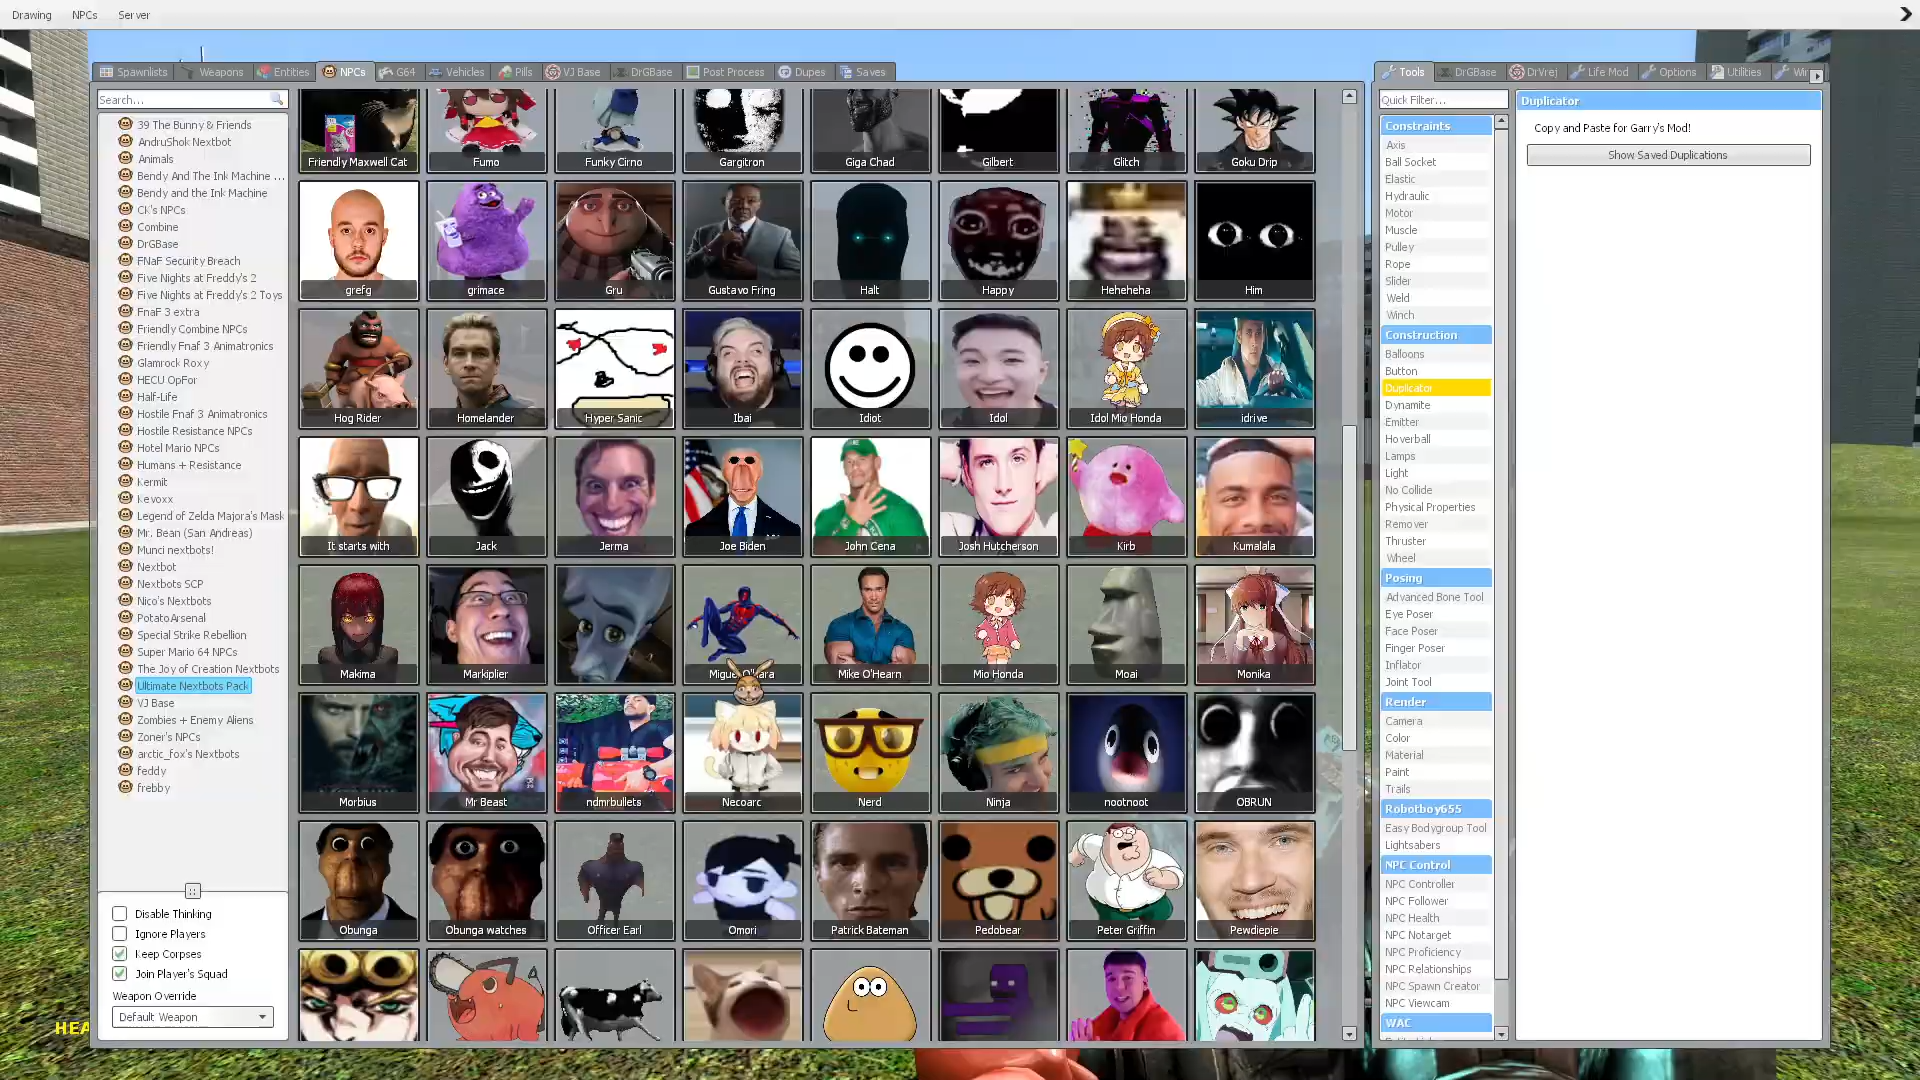 Drawing NPCs Server
Spawnlists Weapons Entities NPCs G64 Vehicles Pills VJ Base DrGBase Post Process Dupes Saves
Tools DrGBase DrVrej Life Mod Options Utilities
Search...
39 The Bunny & Friends
AndruShok Nextbot
Animals
Bendy And The Ink Machine ...
Bendy and the Ink Machine
CK's NPCs
Combine
DrGBase
FNaF Security Breach
Five Nights at Freddy's 2
Five Nights at Freddy's 2 Toys
FnaF 3 extra
Friendly Combine NPCs
Friendly Fnaf 3 Animatronics
Glamrock Roxy
HECU OpFor
Half-Life
Hostile Fnaf 3 Animatronics
Hostile Resistance NPCs
Hotel Mario NPCs
Humans + Resistance
Kermit
Kevoxx
Legend of Zelda Majora's Mask
Mr. Bean (San Andreas)
Munci nextbots!
Nextbot
Nextbots SCP
Nico's Nextbots
PotatoArsenal
Special Strike Rebellion
Super Mario 64 NPCs
The Joy of Creation Nextbots
Ultimate Nextbots Pack
VJ Base
Zombies + Enemy Aliens
Zoner's NPCs
arctic_fox's Nextbots
feddy
frebby
Disable Thinking
Ignore Players
Keep Corpses
Join Player's Squad
Weapon Override
Default Weapon
HEA
Friendly Maxwell Cat Fumo Funky Cirno Gargitron Giga Chad Gilbert Glitch Goku Drip
grefg grimace Gru Gustavo Fring Halt Happy Heheheha Him
Hog Rider Homelander Hyper Sanic Ibai Idiot Idol Idol Mio Honda idrive
It starts with Jack Jerma Joe Biden John Cena Josh Hutcherson Kirb Kumalala
Makima Markiplier Miguel O'Hara Mike O'Hearn Mio Honda Moai Monika
Morbius Mr Beast ndmrbullets Necoarc Nerd Ninja nootnoot OBRUN
Obunga Obunga watches Officer Earl Omori Patrick Bateman Pedobear Peter Griffin Pewdiepie
Quick Filter...
Constraints
Axis
Ball Socket
Elastic
Hydraulic
Motor
Muscle
Pulley
Rope
Slider
Weld
Winch
Construction
Balloons
Button
Duplicator
Dynamite
Emitter
Hoverball
Lamps
Light
No Collide
Physical Properties
Remover
Thruster
Wheel
Posing
Advanced Bone Tool
Eye Poser
Face Poser
Finger Poser
Inflator
Joint Tool
Render
Camera
Color
Material
Paint
Trails
Robotboy655
Easy Bodygroup Tool
Lightsabers
NPC Control
NPC Controller
NPC Follower
NPC Health
NPC Notarget
NPC Proficiency
NPC Relationships
NPC Spawn Creator
NPC Viewcam
WAC
Duplicator
Copy and Paste for Garry's Mod!
Show Saved Duplications